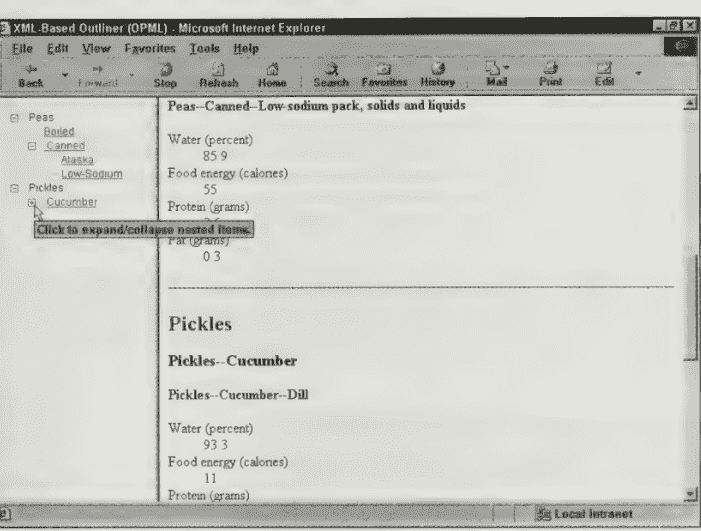 XML-Based Outliner (OPML) - Microsoft Internet Explorer
File Edit View Favorites Tools Help
Back Forward Stop Refresh Home Search Favorites History Mail Print Edit
Peas
Boiled
Canned
Alaska
Low-Sodium
Pickles
Cucumber
Click to expand/collapse nested items.
Peas--Canned--Low-sodium pack, solids and liquids
Water (percent)
85 9
Food energy (calories)
55
Protein (grams)
Fat (grams)
0 3
Pickles
Pickles--Cucumber
Pickles--Cucumber--Dill
Water (percent)
93 3
Food energy (calories)
11
Protein (grams)
Local intranet